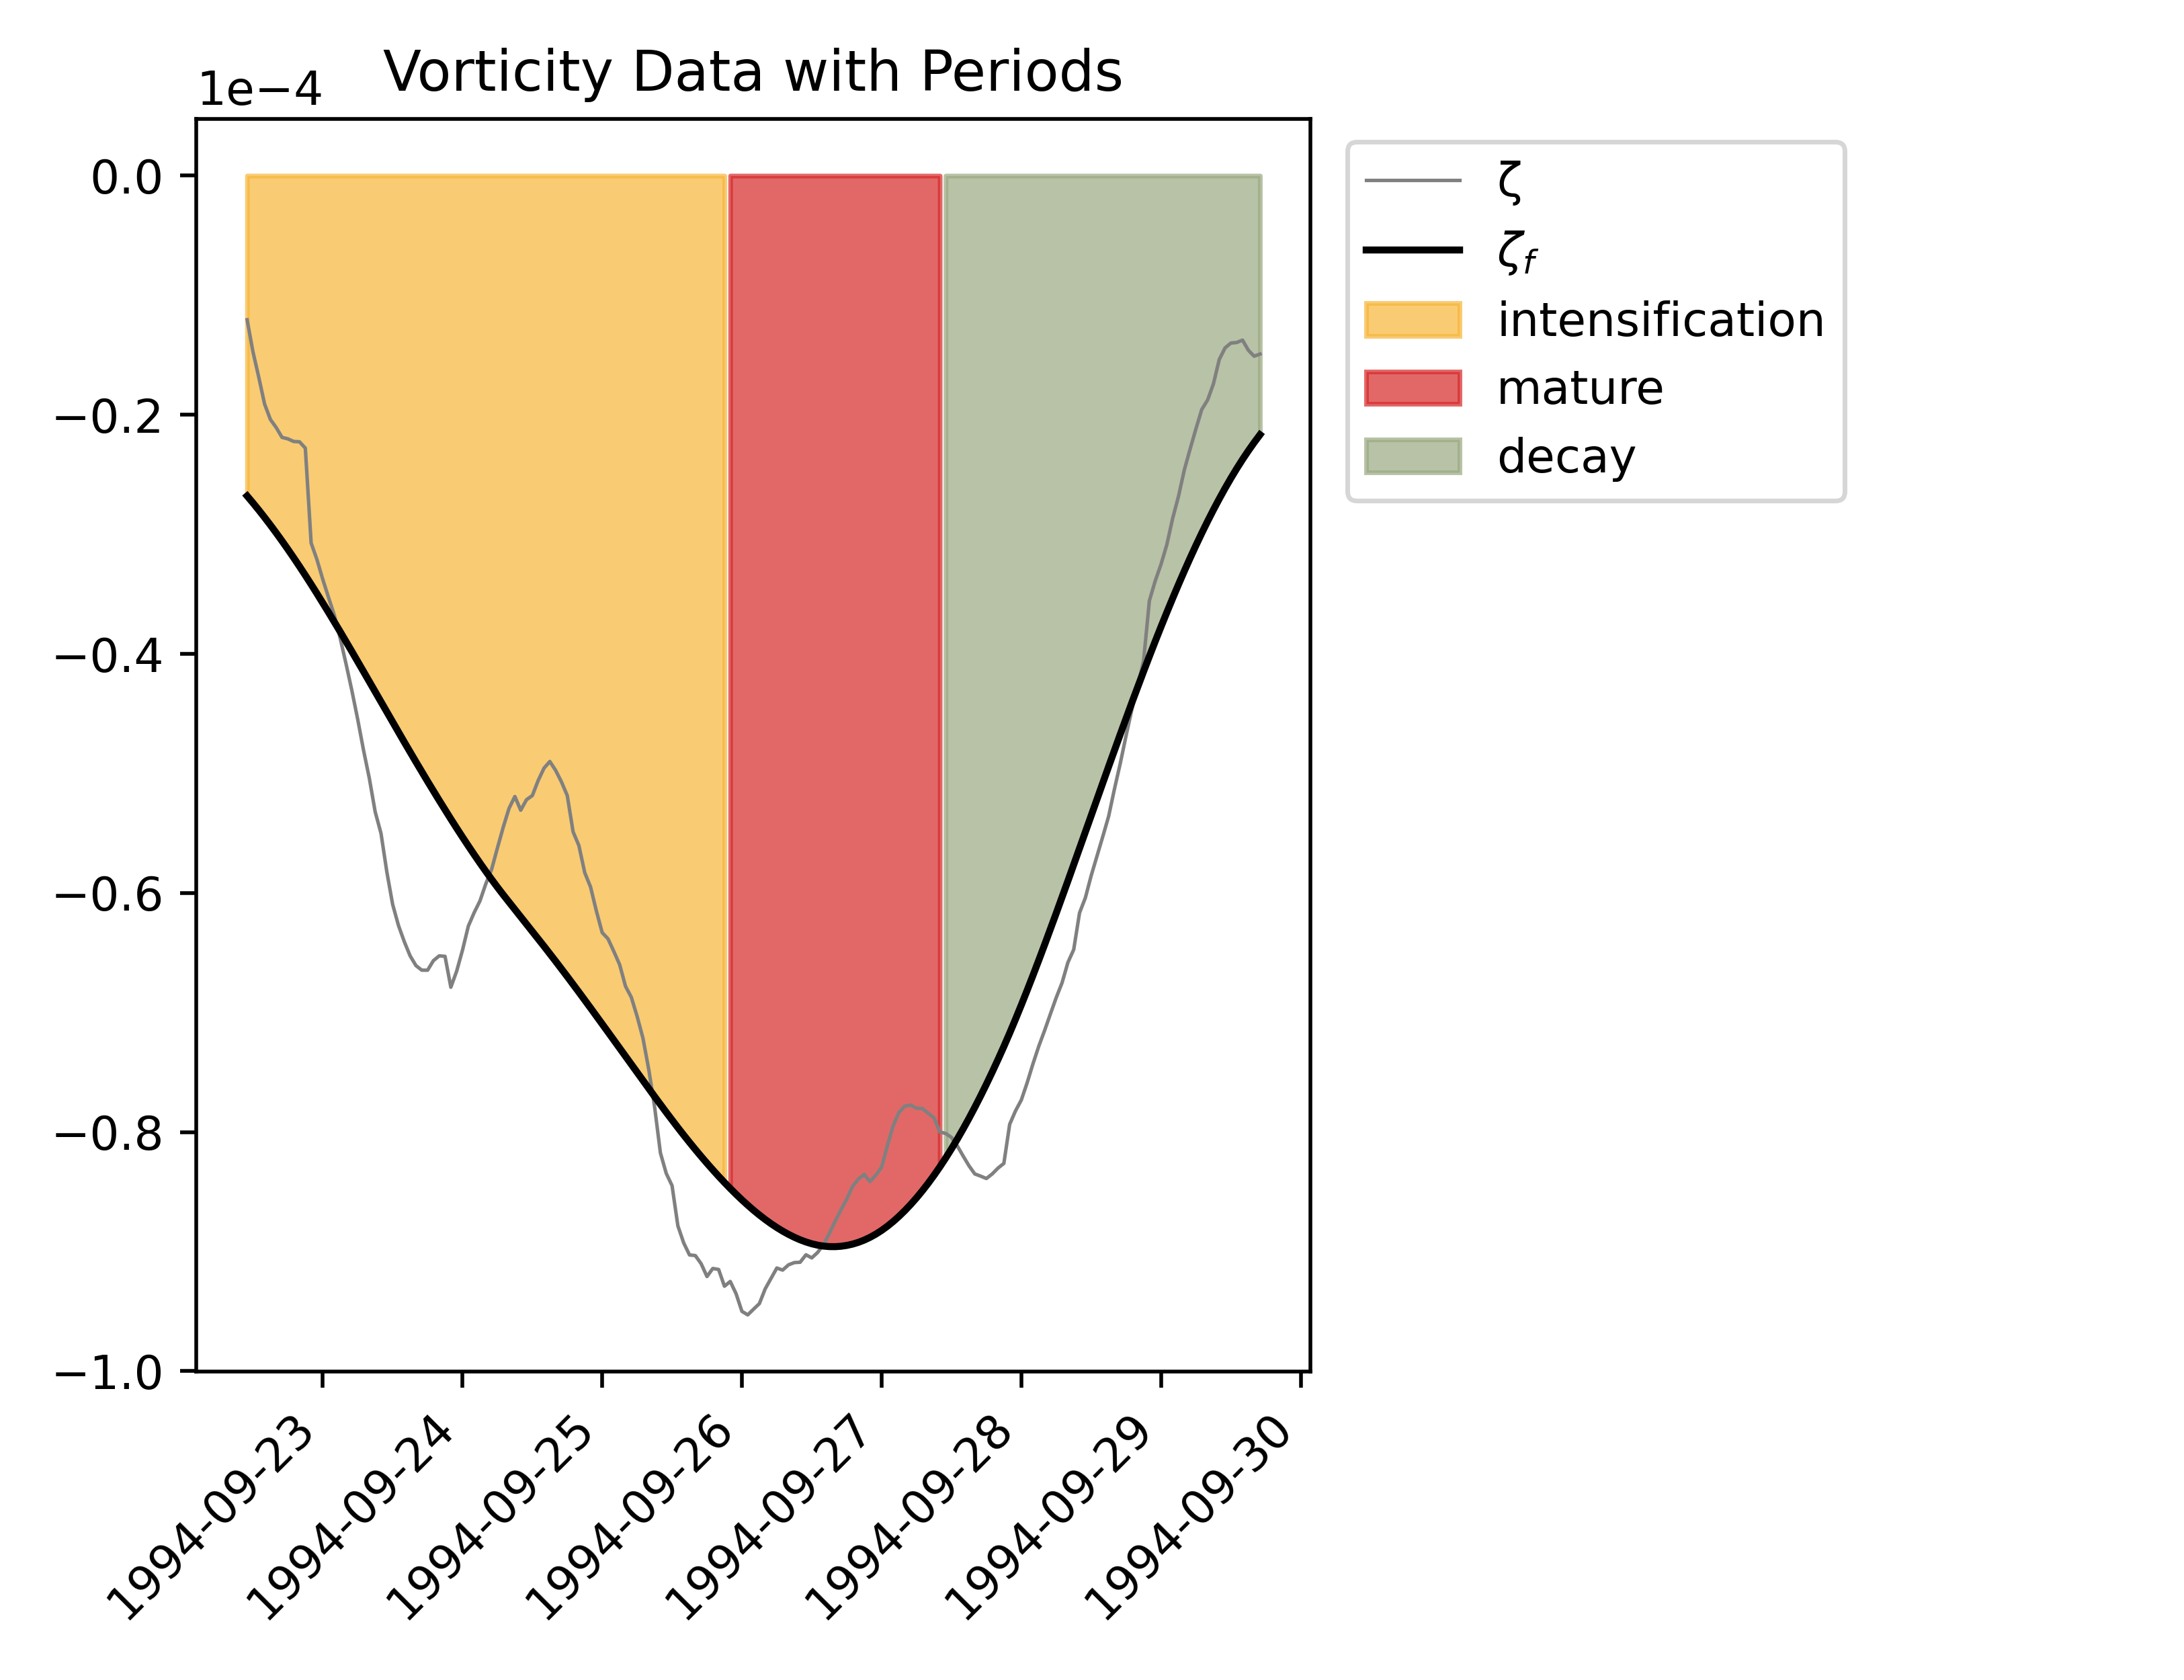 Vorticity Data with Periods
1e−4
0.0
−0.2
−0.4
−0.6
−0.8
−1.0
1994-09-23
1994-09-24
1994-09-25
1994-09-26
1994-09-27
1994-09-28
1994-09-29
1994-09-30
ζ
ζf
intensification
mature
decay